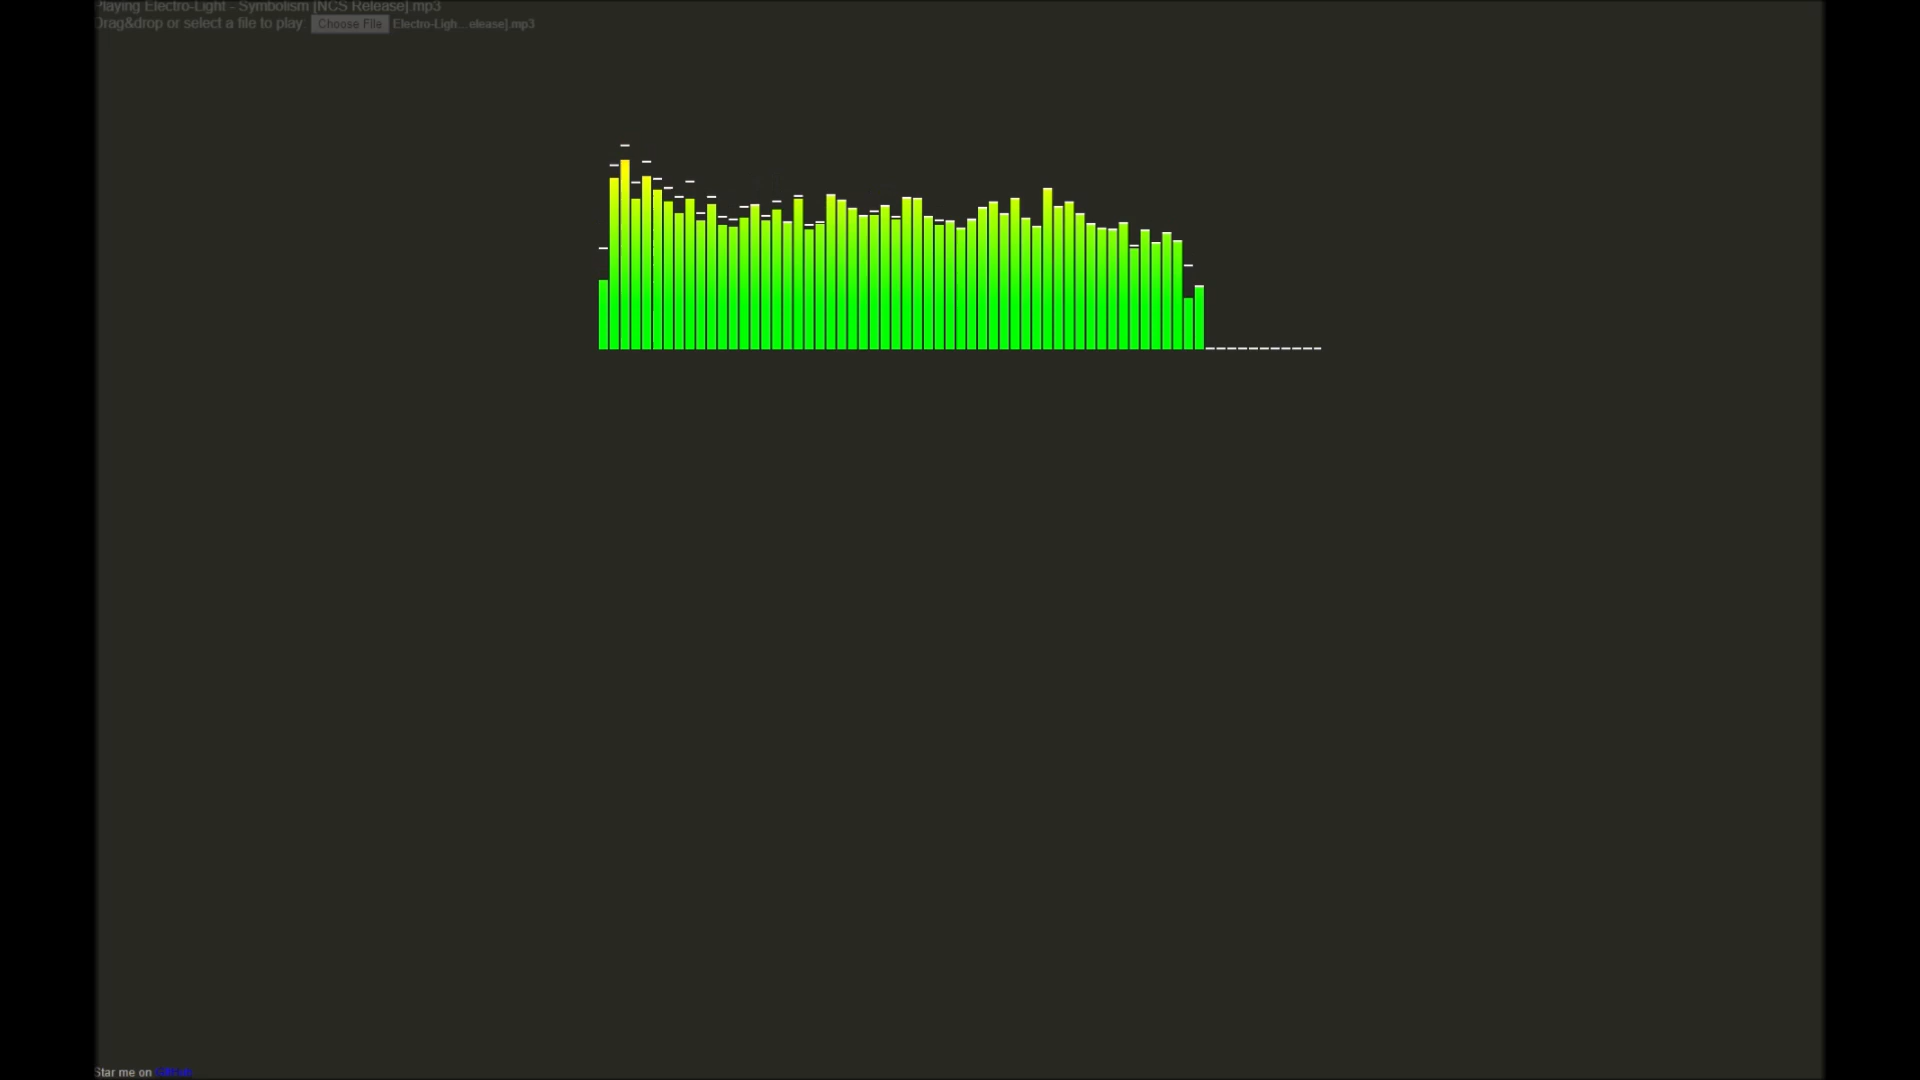 Playing Electro-Light - Symbolism [NCS Release].mp3
Drag&drop or select a file to play: Choose File Electro-Ligh...elease].mp3
Star me on GitHub